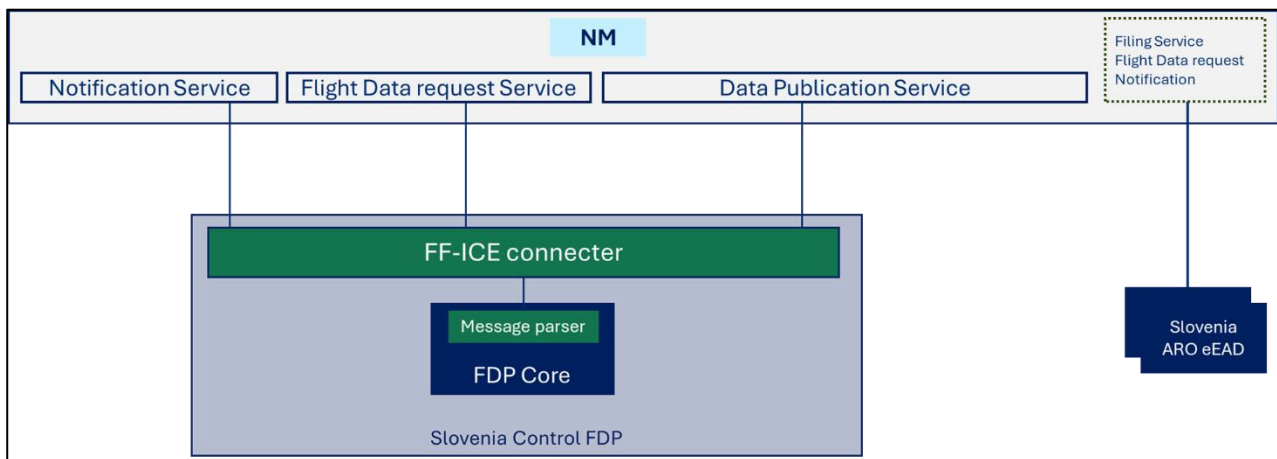 NM
Filing Service
Flight Data request
Notification
Notification Service
Flight Data request Service
Data Publication Service
FF-ICE connecter
Message parser
FDP Core
Slovenia Control FDP
Slovenia
ARO eEAD